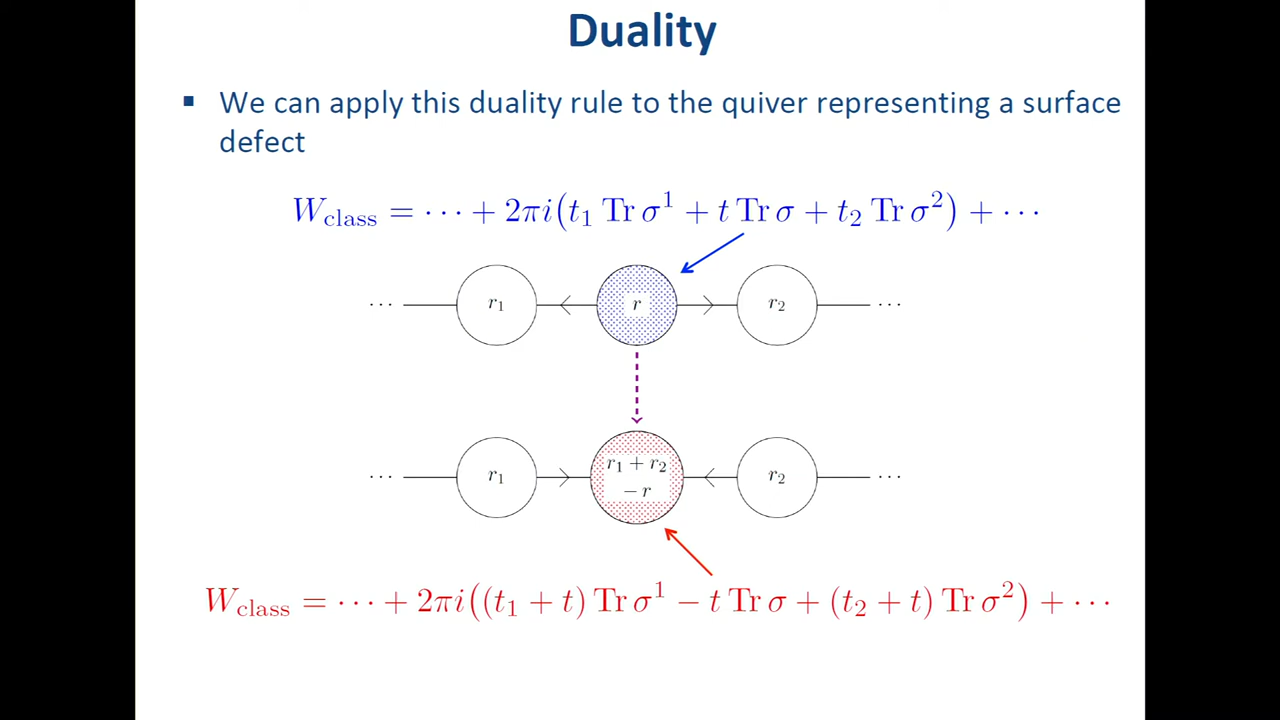 Duality
▪ We can apply this duality rule to the quiver representing a surface
defect
W_class = ⋯ + 2πi(t₁ Tr σ¹ + t Tr σ + t₂ Tr σ²) + ⋯
⋯ r₁ r r₂ ⋯
⋯ r₁ r₁ + r₂ − r r₂ ⋯
W_class = ⋯ + 2πi((t₁ + t) Tr σ¹ − t Tr σ + (t₂ + t) Tr σ²) + ⋯